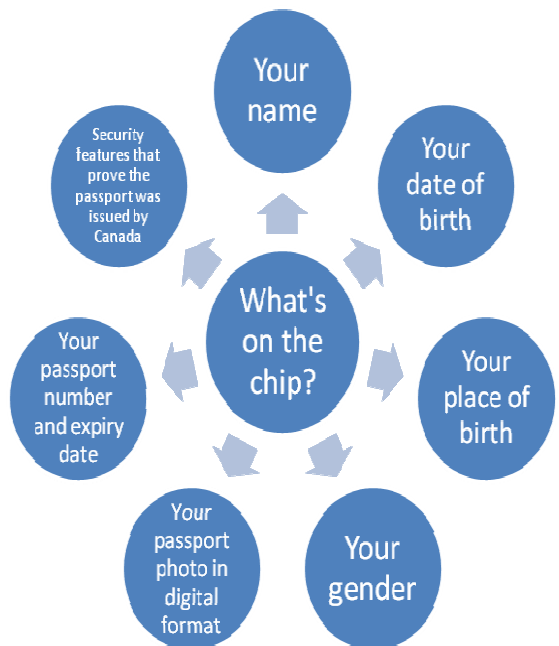 Your
name
Your
date of
birth
Your
place of
birth
Your
gender
Your
passport
photo in
digital
format
Your
passport
number
and expiry
date
Security
features that
prove the
passport was
issued by
Canada
What's
on the
chip?